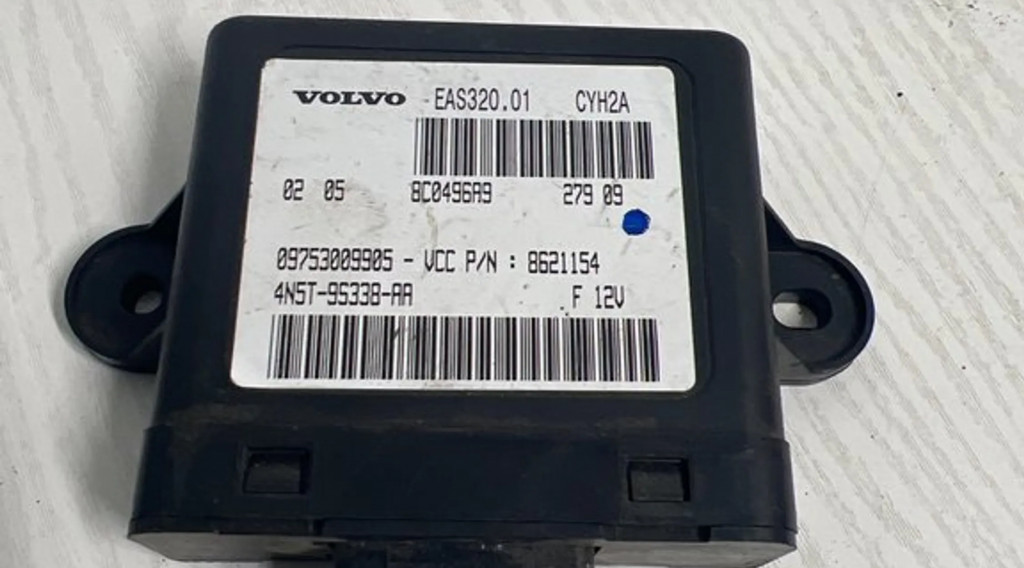 VOLVO EAS320.01 CYH2A
02 05 8C0496A9 279 09
09753009905 - VCC P/N : 8621154
4N5T-9S338-AA F 12V